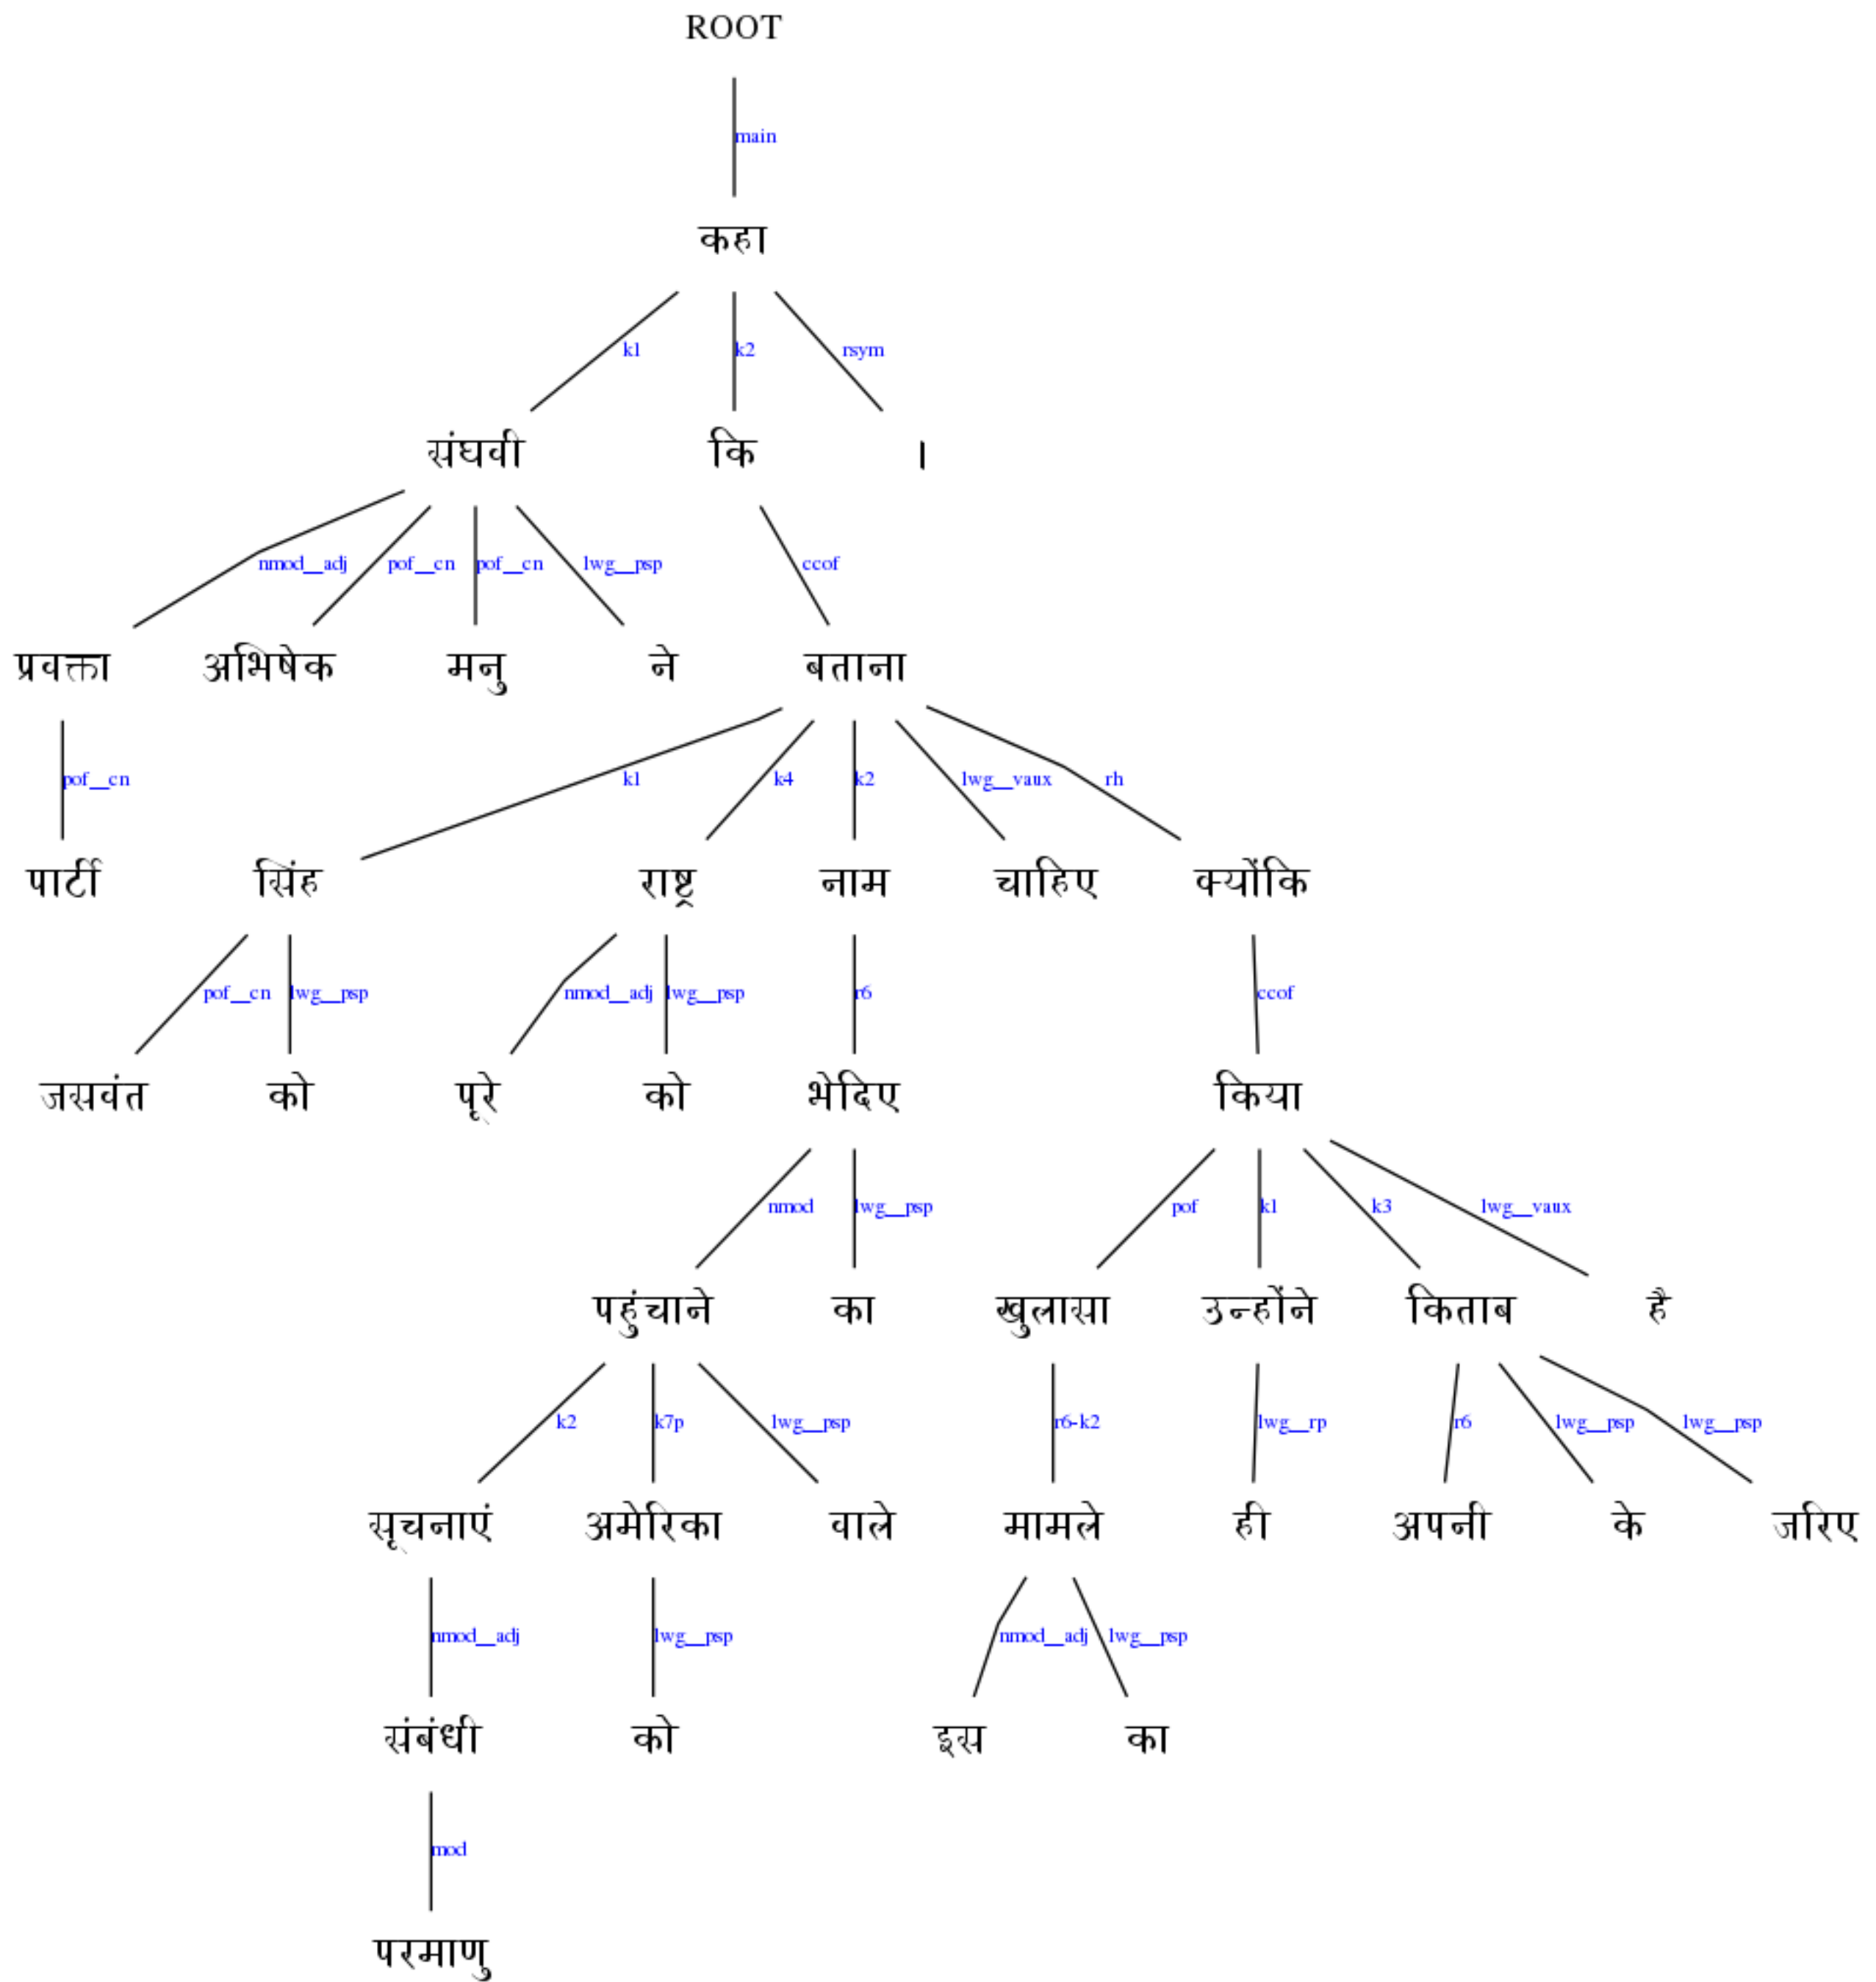 ROOT
main
कहा
k1 k2 rsym
संघवी कि ।
nmod__adj pof__cn pof__cn lwg__psp ccof
प्रवक्ता अभिषेक मनु ने बताना
pof__cn k1 k4 k2 lwg__vaux rh
पार्टी सिंह राष्ट्र नाम चाहिए क्योंकि
pof__cn lwg__psp nmod__adj lwg__psp r6 ccof
जसवंत को पूरे को भेदिए किया
nmod lwg__psp pof k1 k3 lwg__vaux
पहुंचाने का खुलासा उन्होंने किताब है
k2 k7p lwg__psp r6-k2 lwg__rp r6 lwg__psp lwg__psp
सूचनाएं अमेरिका वाले मामले ही अपनी के जरिए
nmod__adj lwg__psp nmod__adj lwg__psp
संबंधी को इस का
mod
परमाणु